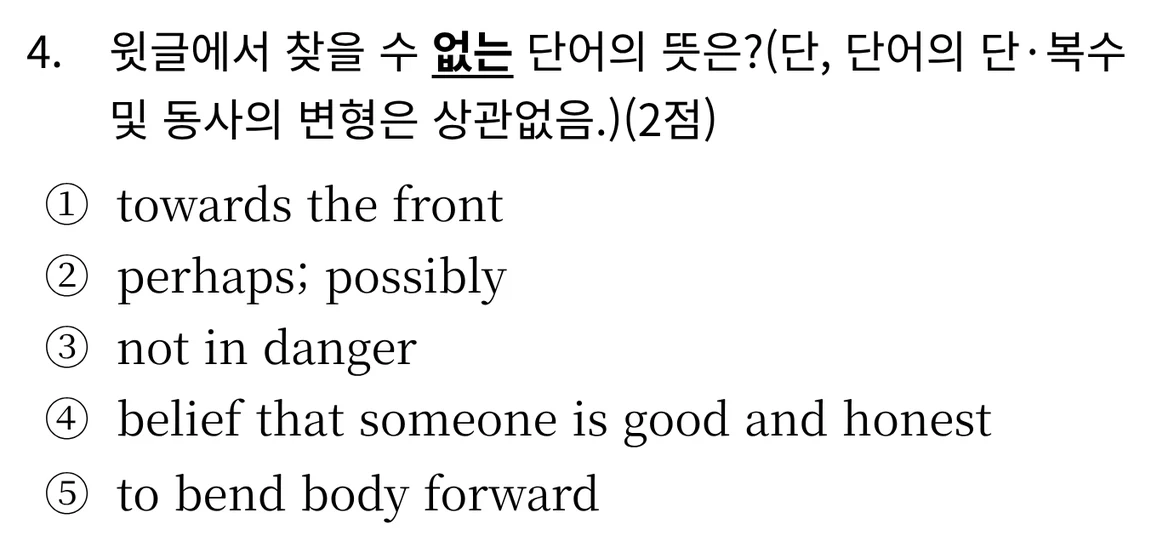 4. 윗글에서 찾을 수 없는 단어의 뜻은?(단, 단어의 단·복수
및 동사의 변형은 상관없음.)(2점)
① towards the front
② perhaps; possibly
③ not in danger
④ belief that someone is good and honest
⑤ to bend body forward